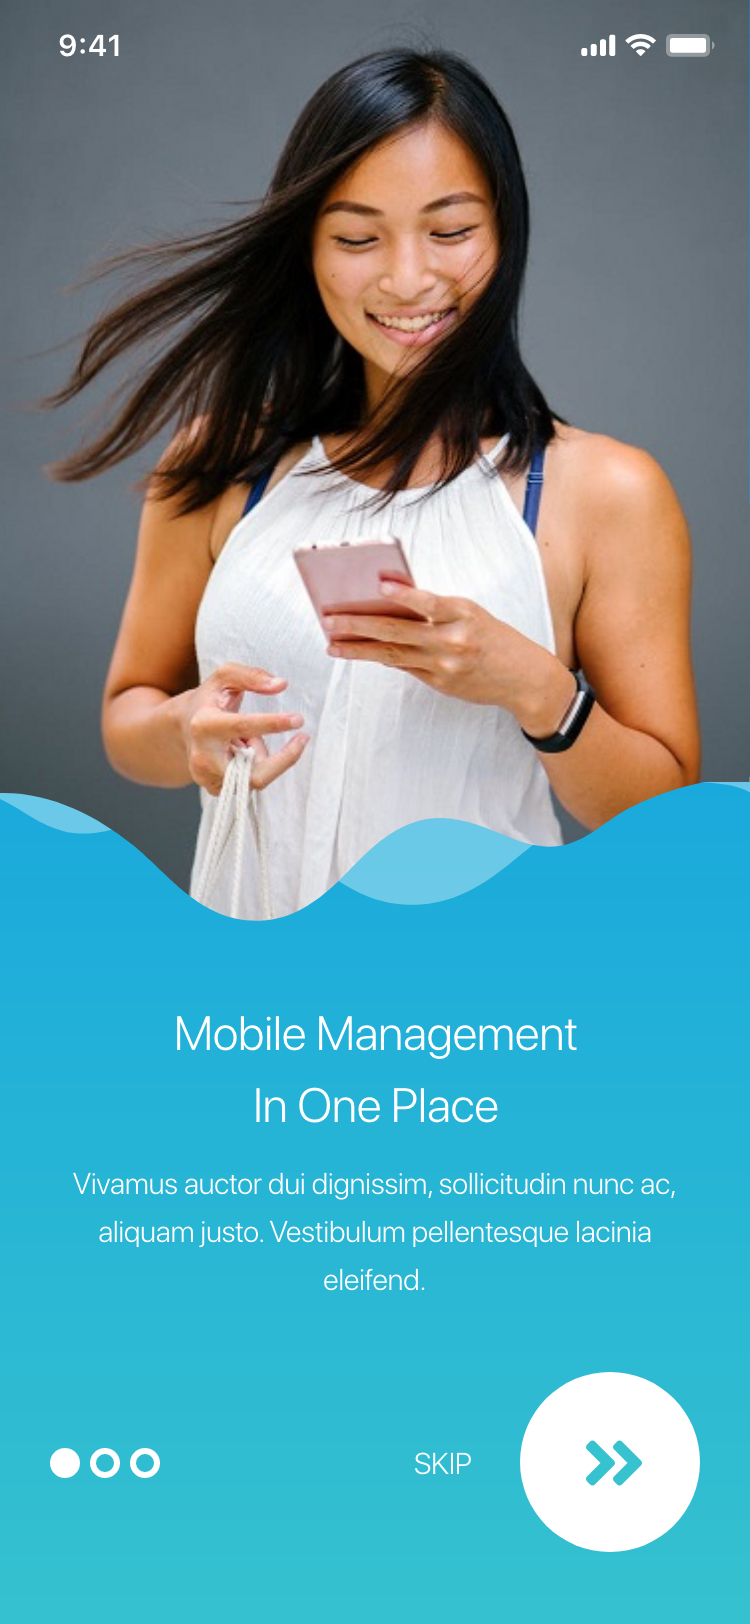 9:41
Mobile Management
In One Place
Vivamus auctor dui dignissim, sollicitudin nunc ac,
aliquam justo. Vestibulum pellentesque lacinia
eleifend.
SKIP